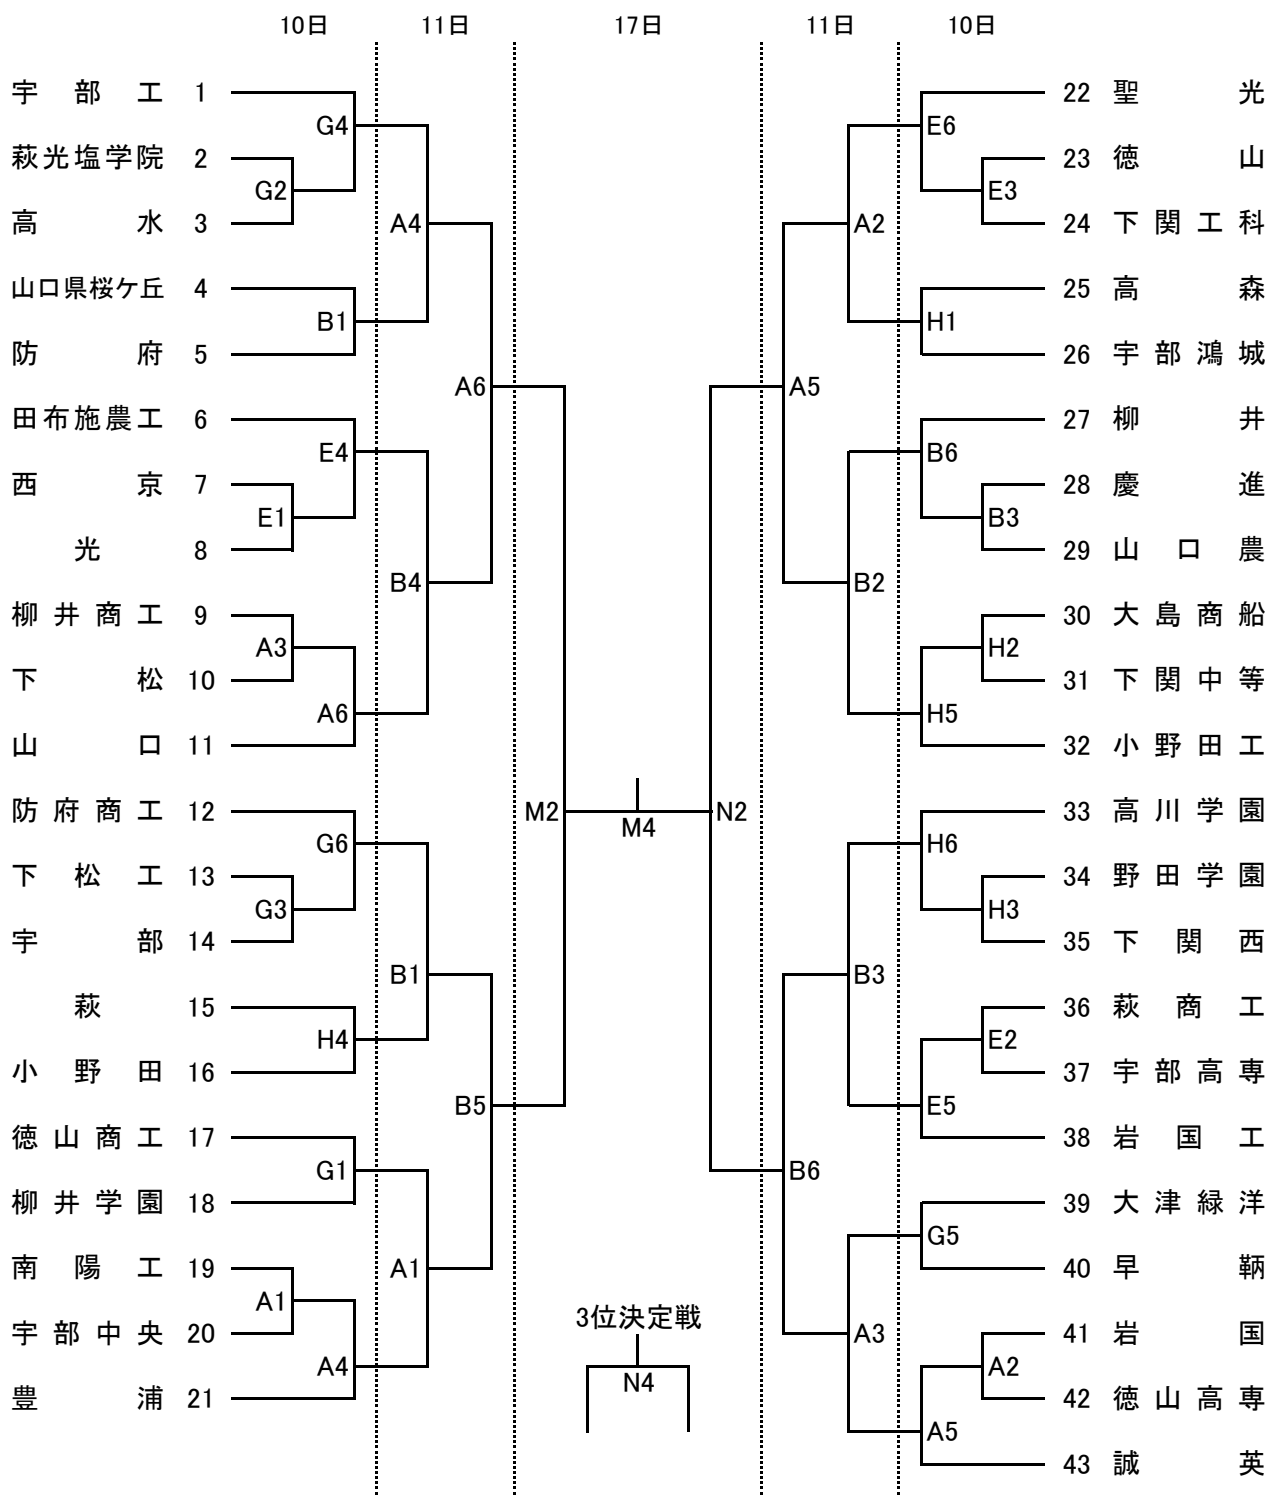 10日 11日 17日 11日 10日
宇部工 1
G4
萩光塩学院 2
G2
高水 3
A4
山口県桜ケ丘 4
B1
防府 5
A6
田布施農工 6
E4
西京 7
E1
光 8
B4
柳井商工 9
A3
下松 10
A6
山口 11
M2
防府商工 12
G6
下松工 13
G3
宇部 14
B1
萩 15
H4
小野田 16
B5
徳山商工 17
G1
柳井学園 18
A1
南陽工 19
A1
宇部中央 20
A4
豊浦 21
M4
3位決定戦
N4
22 聖光
E6
23 徳山
E3
24 下関工科
A2
25 高森
H1
26 宇部鴻城
A5
27 柳井
B6
28 慶進
B3
29 山口農
B2
30 大島商船
H2
31 下関中等
H5
32 小野田工
N2
33 高川学園
H6
34 野田学園
H3
35 下関西
B3
36 萩商工
E2
37 宇部高専
E5
38 岩国工
B6
39 大津緑洋
G5
40 早鞆
A3
41 岩国
A2
42 徳山高専
A5
43 誠英